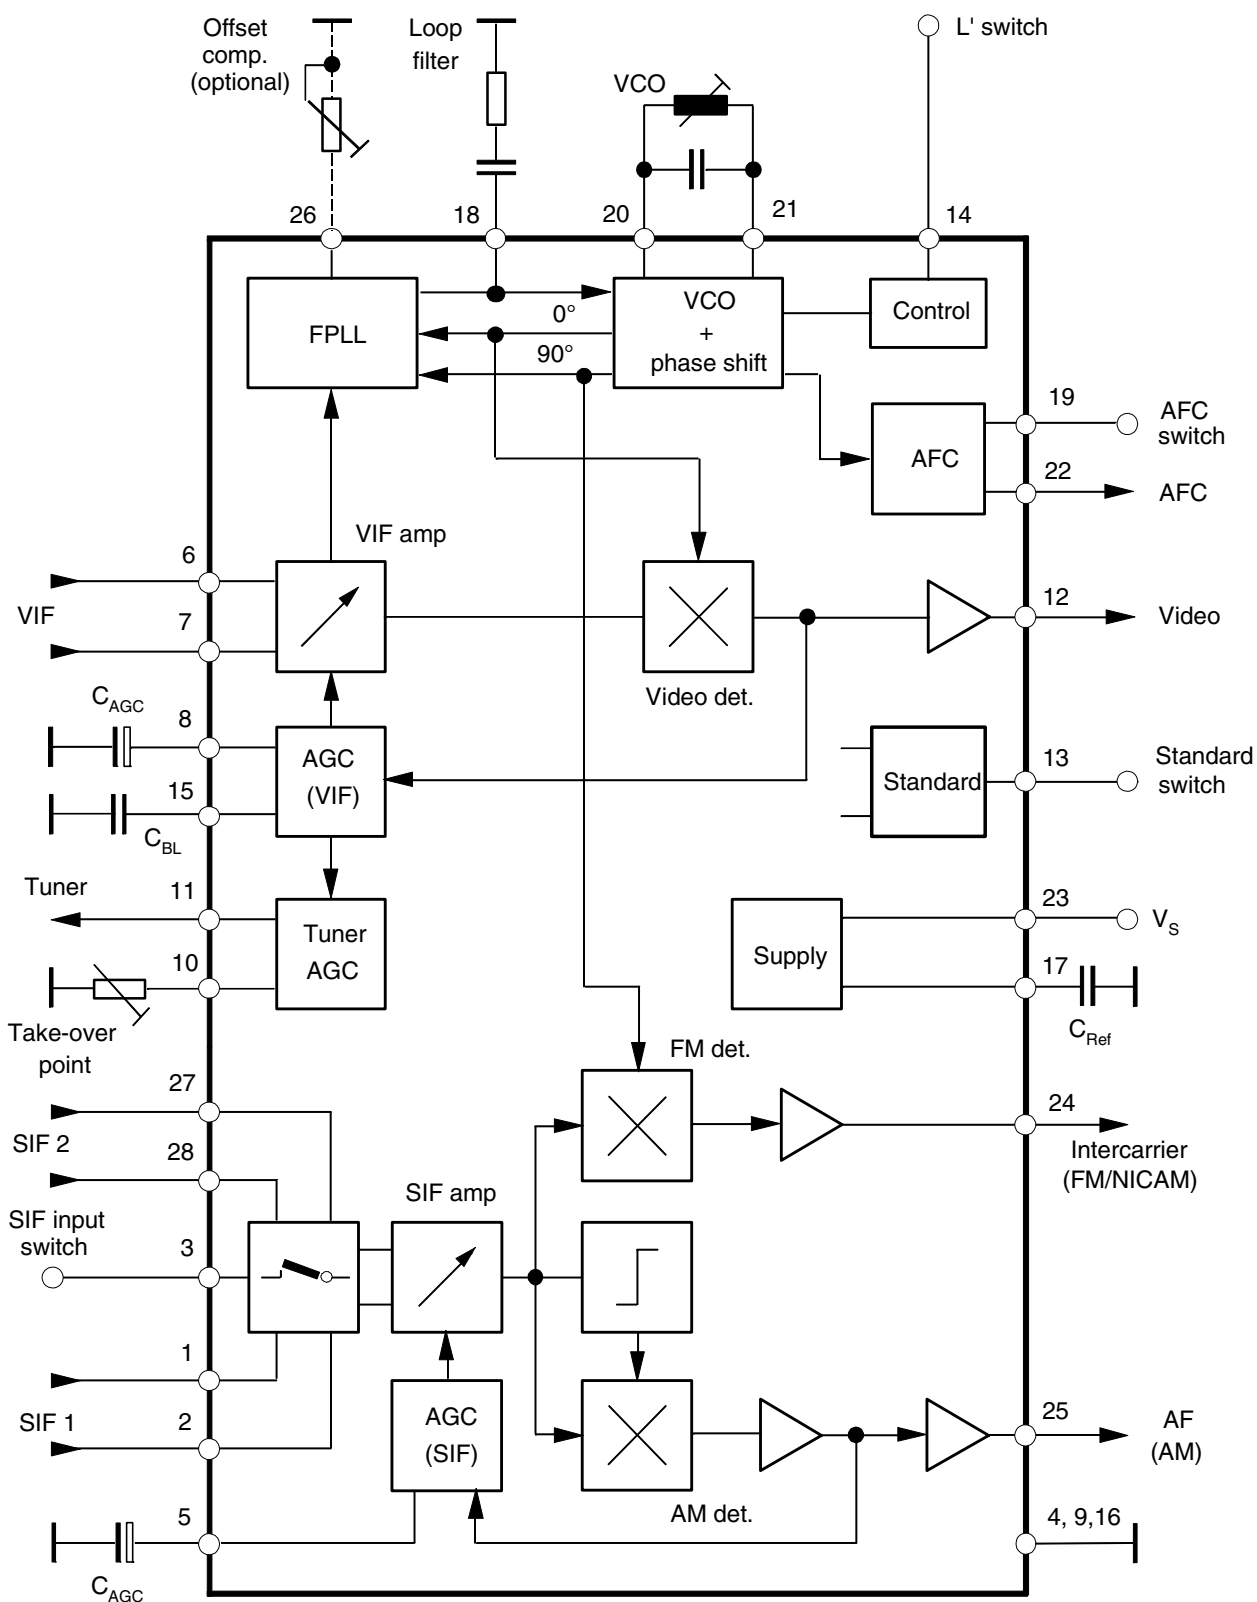 Offset
comp.
(optional)
Loop
filter
VCO
L' switch
26
18
20
21
14
FPLL
0°
90°
VCO
+
phase shift
Control
19
AFC
switch
AFC
22
AFC
VIF amp
6
VIF
7
12
Video
Video det.
C_AGC
8
AGC
(VIF)
15
C_BL
Standard
13
Standard
switch
Tuner
11
Tuner
AGC
10
Take-over
point
Supply
23
V_S
17
C_Ref
FM det.
27
SIF 2
28
24
Intercarrier
(FM/NICAM)
SIF input
switch
3
SIF amp
1
SIF 1
2
AGC
(SIF)
25
AF
(AM)
AM det.
5
C_AGC
4, 9,16